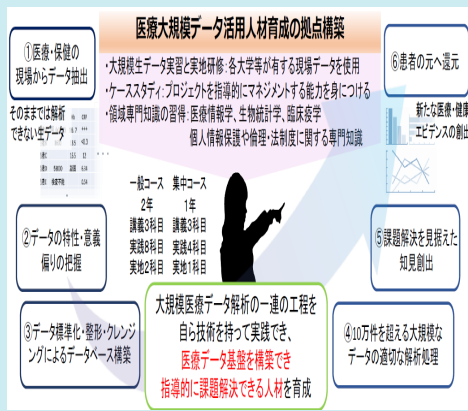 医療大規模データ活用人材育成の拠点構築
・大規模生データ実習と実地研修：各大学等が有する現場データを使用
・ケーススタディ：プロジェクトを指導的にマネジメントする能力を身につける
・領域専門知識の習得：医療情報学、生物統計学、臨床疫学
個人情報保護や倫理・法制度に関する専門知識
①医療・保健の
現場からデータ抽出
そのままでは解析
できない生データ
②データの特性・意義
偏りの把握
③データ標準化・整形・クレンジ
ングによるデータベース構築
一般コース 集中コース
2年 1年
講義3科目 講義3科目
実践8科目 実践4科目
実地2科目 実地1科目
大規模医療データ解析の一連の工程を
自ら技術を持って実践でき、
医療データ基盤を構築でき
指導的に課題解決できる人材を育成
④10万件を超える大規模な
データの適切な解析処理
⑤課題解決を見据えた
知見創出
⑥患者の元へ還元
新たな医療・健康
エビデンスの創出